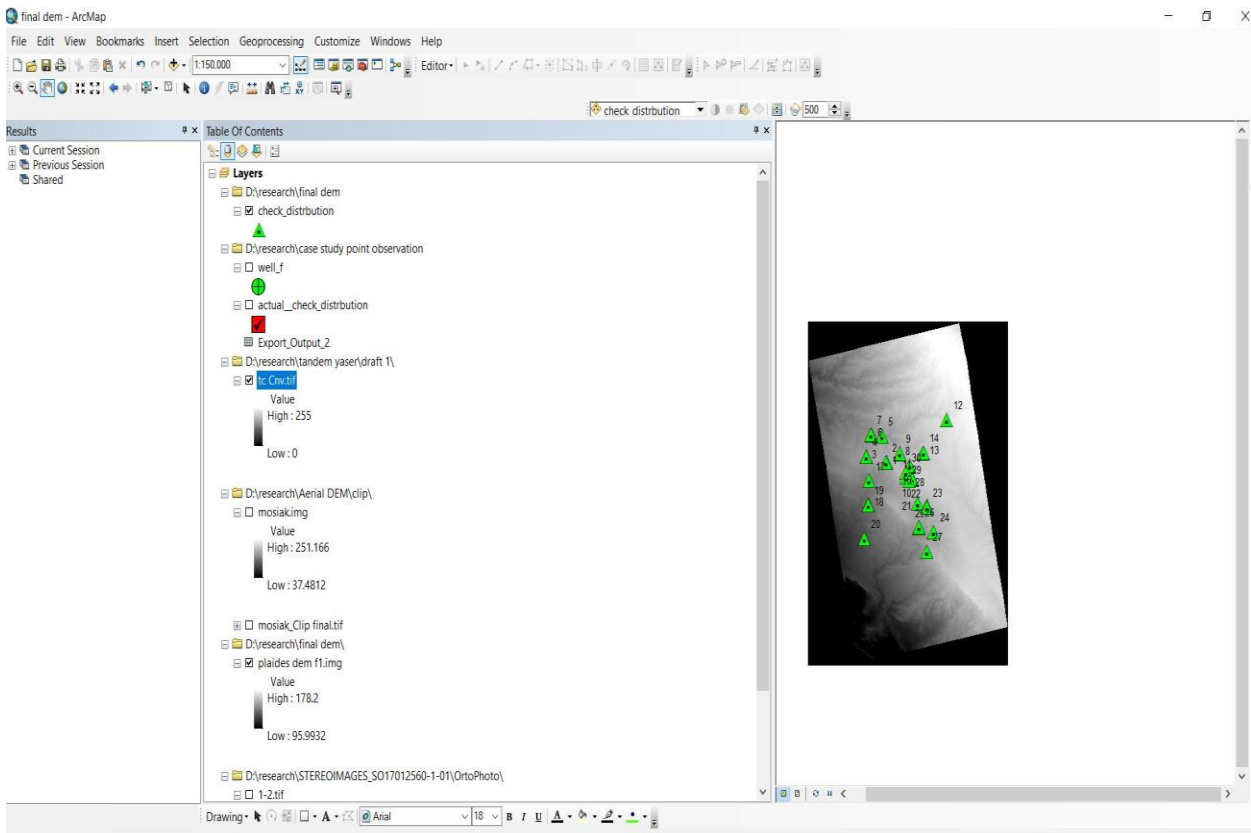 final dem - ArcMap
File Edit View Bookmarks Insert Selection Geoprocessing Customize Windows Help
1:150,000
Editor
check distrbution
500
Results
Current Session
Previous Session
Shared
Table Of Contents
Layers
D:\research\final dem
check_distrbution
D:\research\case study point observation
well_f
actual__check_distrbution
Export_Output_2
D:\research\tandem yaser\draft 1\
tc Cnv.tif
Value
High : 255
Low : 0
D:\research\Aerial DEM\clip\
mosiak.img
Value
High : 251.166
Low : 37.4812
mosiak_Clip final.tif
D:\research\final dem\
plaides dem f1.img
Value
High : 178.2
Low : 95.9932
D:\research\STEREOIMAGES_SO17012560-1-01\OrtoPhoto\
1-2.tif
12
7 5
6
9 14
2 8 13
3
29
28
19
10 22 23
18 21
24
20
27
Drawing
Arial
18
B I U A